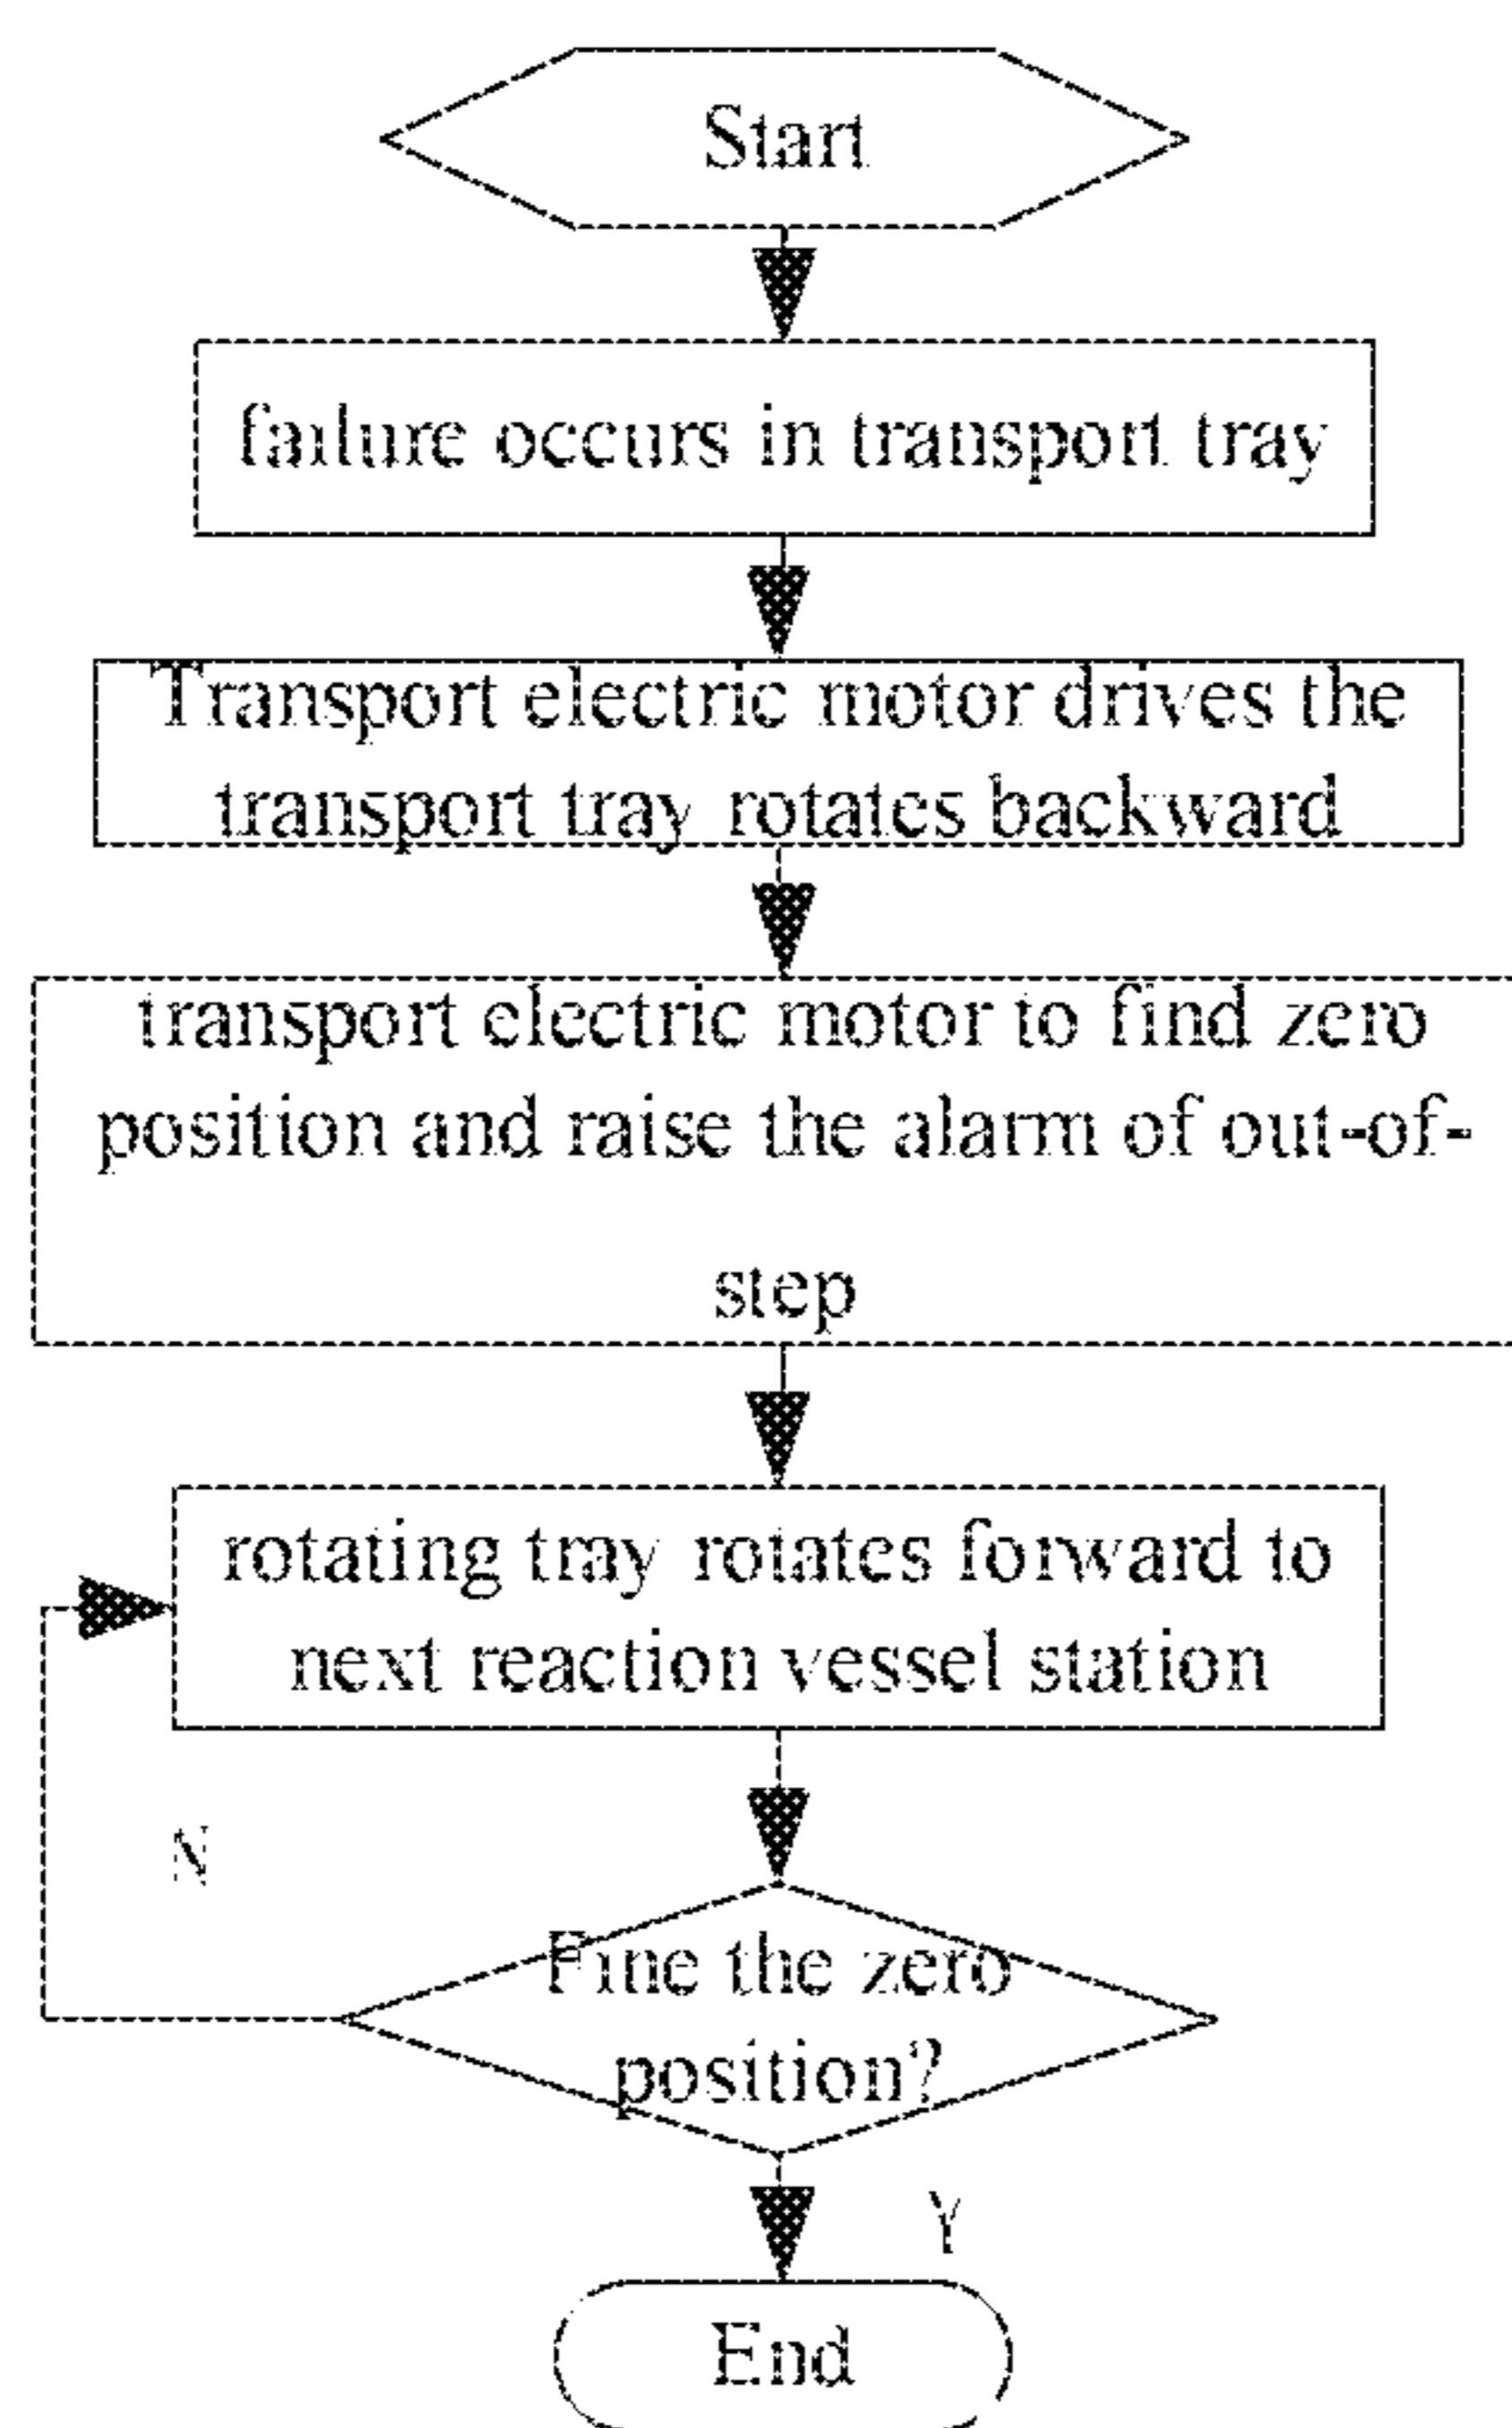 Start
failure occurs in transport tray
Transport electric motor drives the
transport tray rotates backward
transport electric motor to find zero
position and raise the alarm of out-of-
step
rotating tray rotates forward to
next reaction vessel station
N
Fine the zero
position?
Y
End